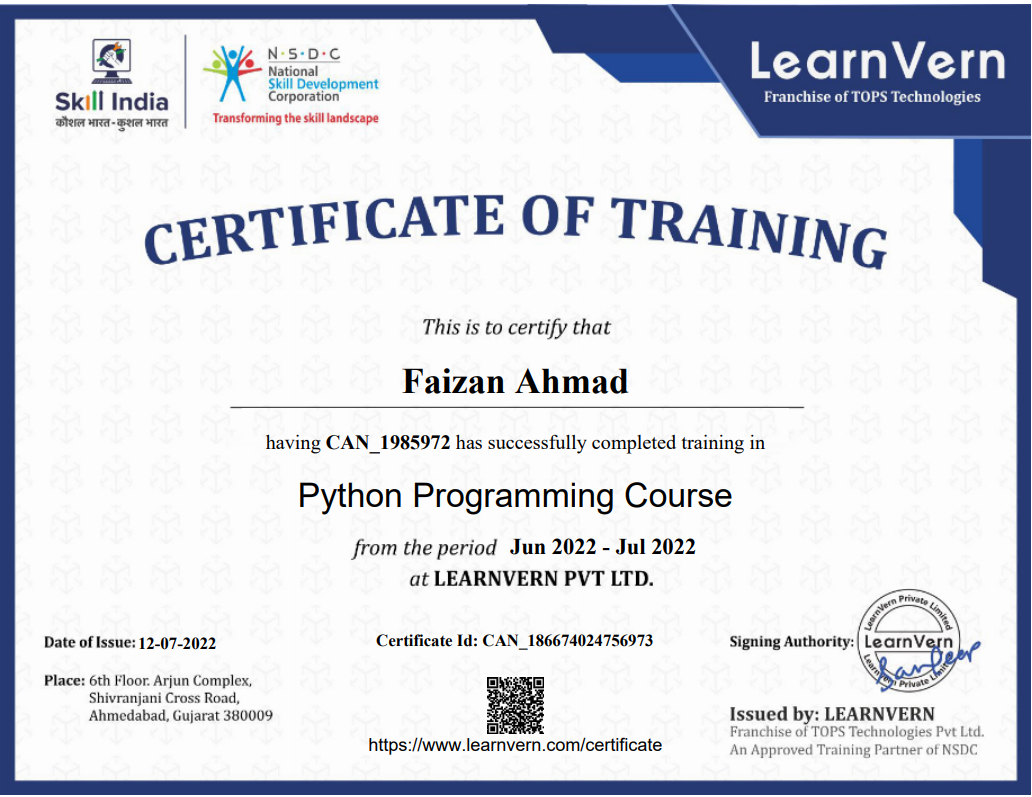 Skill India
कौशल भारत - कुशल भारत
N·S·D·C
National
Skill Development
Corporation
Transforming the skill landscape
LearnVern
Franchise of TOPS Technologies
CERTIFICATE OF TRAINING
This is to certify that
Faizan Ahmad
having CAN_1985972 has successfully completed training in
Python Programming Course
from the period Jun 2022 - Jul 2022
at LEARNVERN PVT LTD.
Date of Issue: 12-07-2022
Place: 6th Floor. Arjun Complex,
Shivranjani Cross Road,
Ahmedabad, Gujarat 380009
Certificate Id: CAN_186674024756973
https://www.learnvern.com/certificate
Signing Authority:
LearnVern Private Limited
LearnVern
LearnVern Private Limited
Issued by: LEARNVERN
Franchise of TOPS Technologies Pvt Ltd.
An Approved Training Partner of NSDC